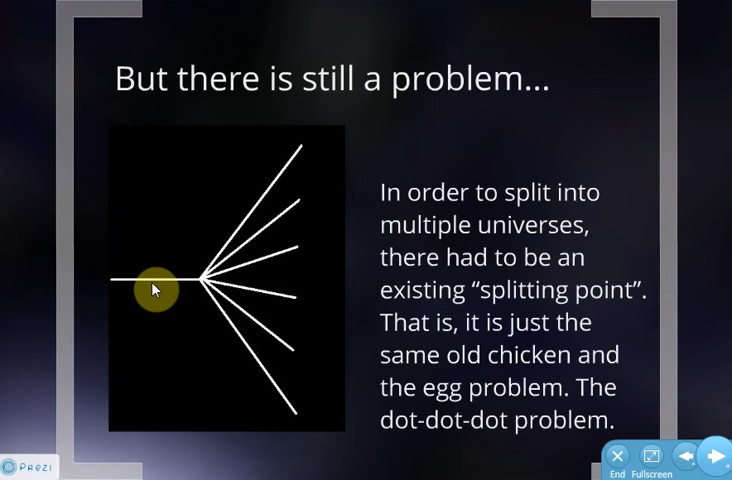 But there is still a problem...
In order to split into
multiple universes,
there had to be an
existing “splitting point”.
That is, it is just the
same old chicken and
the egg problem. The
dot-dot-dot problem.
Prezi
End Fullscreen